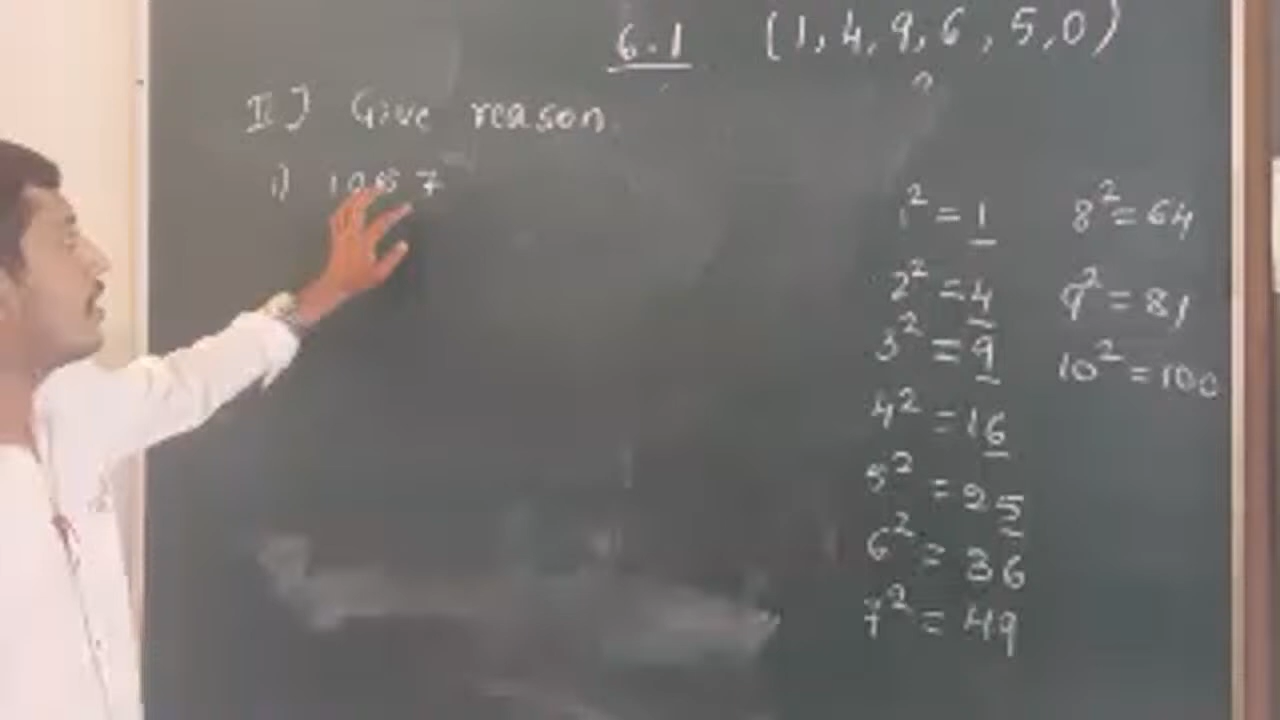 6.1 (1, 4, 9, 6, 5, 0)
II) Give reason.
i) 1057
1² = 1
2² = 4
3² = 9
4² = 16
5² = 25
6² = 36
7² = 49
8² = 64
9² = 81
10² = 100